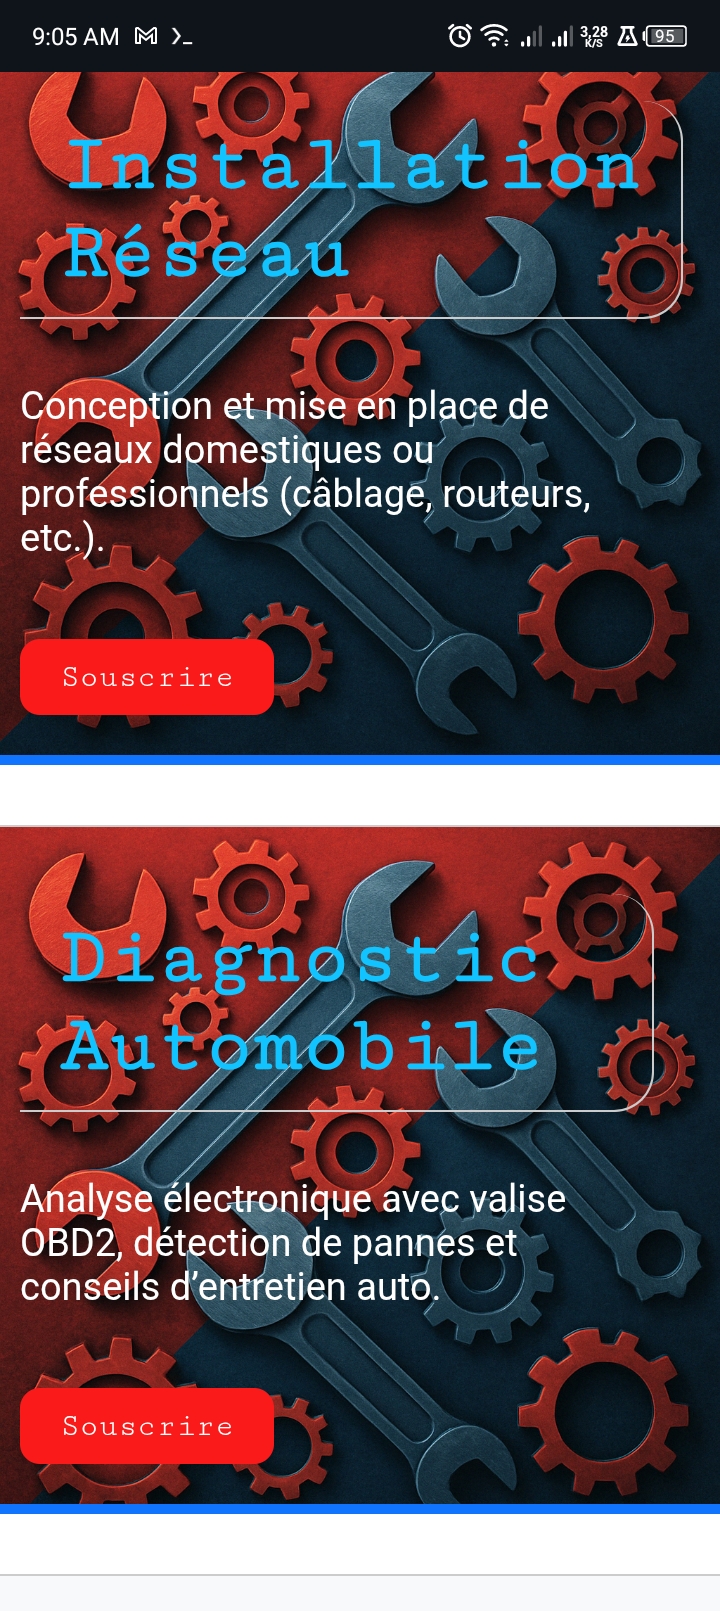 9:05 AM
3,28
K/S
95
Installation
Réseau
Conception et mise en place de
réseaux domestiques ou
professionnels (câblage, routeurs,
etc.).
Souscrire
Diagnostic
Automobile
Analyse électronique avec valise
OBD2, détection de pannes et
conseils d’entretien auto.
Souscrire